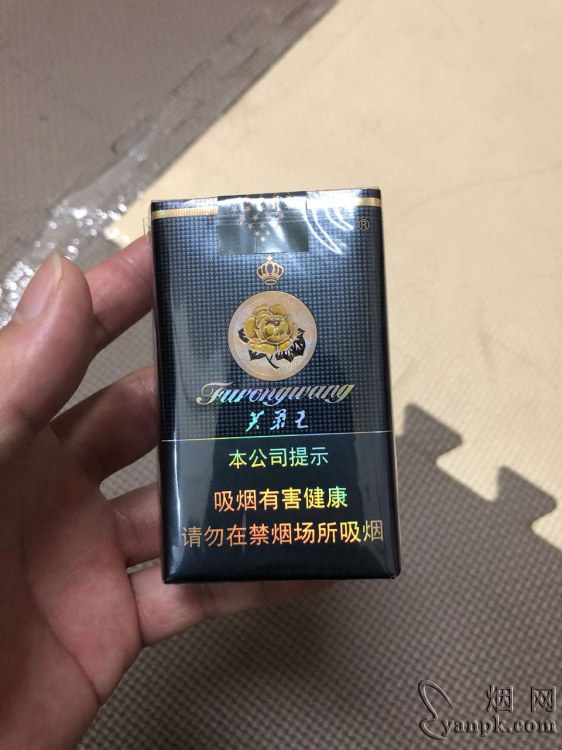 ®
Furongwang
芙蓉王
本公司提示
吸烟有害健康
请勿在禁烟场所吸烟
烟网
yanpk.com